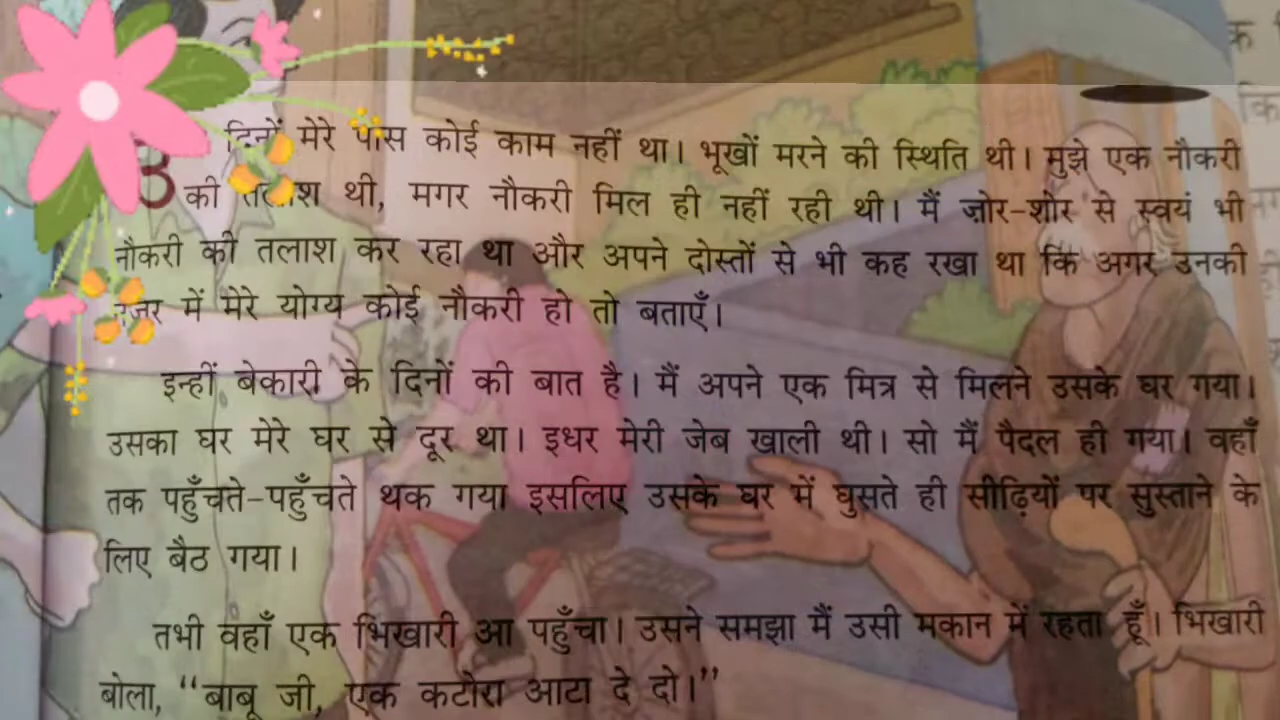 दिनों मेरे पास कोई काम नहीं था। भूखों मरने की स्थिति थी। मुझे एक नौकरी
की तलाश थी, मगर नौकरी मिल ही नहीं रही थी। मैं ज़ोर-शोर से स्वयं भी
नौकरी की तलाश कर रहा था और अपने दोस्तों से भी कह रखा था कि अगर उनकी
नज़र में मेरे योग्य कोई नौकरी हो तो बताएँ।
इन्हीं बेकारी के दिनों की बात है। मैं अपने एक मित्र से मिलने उसके घर गया।
उसका घर मेरे घर से दूर था। इधर मेरी जेब खाली थी। सो मैं पैदल ही गया। वहाँ
तक पहुँचते-पहुँचते थक गया इसलिए उसके घर में घुसते ही सीढ़ियों पर सुस्ताने के
लिए बैठ गया।
तभी वहाँ एक भिखारी आ पहुँचा। उसने समझा मैं उसी मकान में रहता हूँ। भिखारी
बोला, “बाबू जी, एक कटोरा आटा दे दो।”